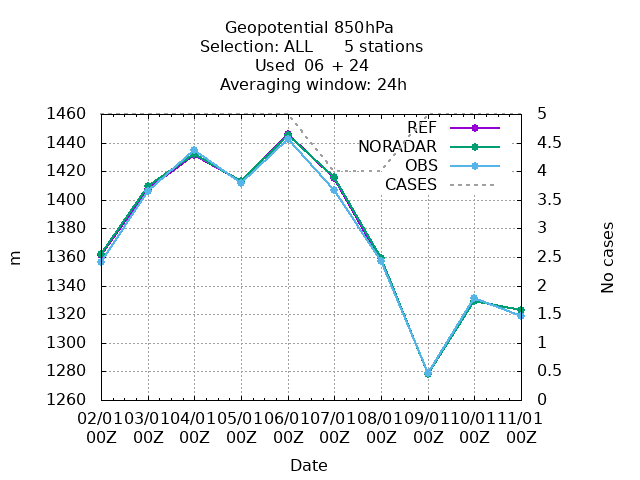 Geopotential 850hPa
Selection: ALL      5 stations
Used  06 + 24
Averaging window: 24h
1460
1440
1420
1400
1380
1360
1340
1320
1300
1280
1260
m
REF
NORADAR
OBS
CASES
5
4.5
4
3.5
3
2.5
2
1.5
1
0.5
0
No cases
02/01 03/01 04/01 05/01 06/01 07/01 08/01 09/01 10/01 11/01
00Z 00Z 00Z 00Z 00Z 00Z 00Z 00Z 00Z 00Z
Date